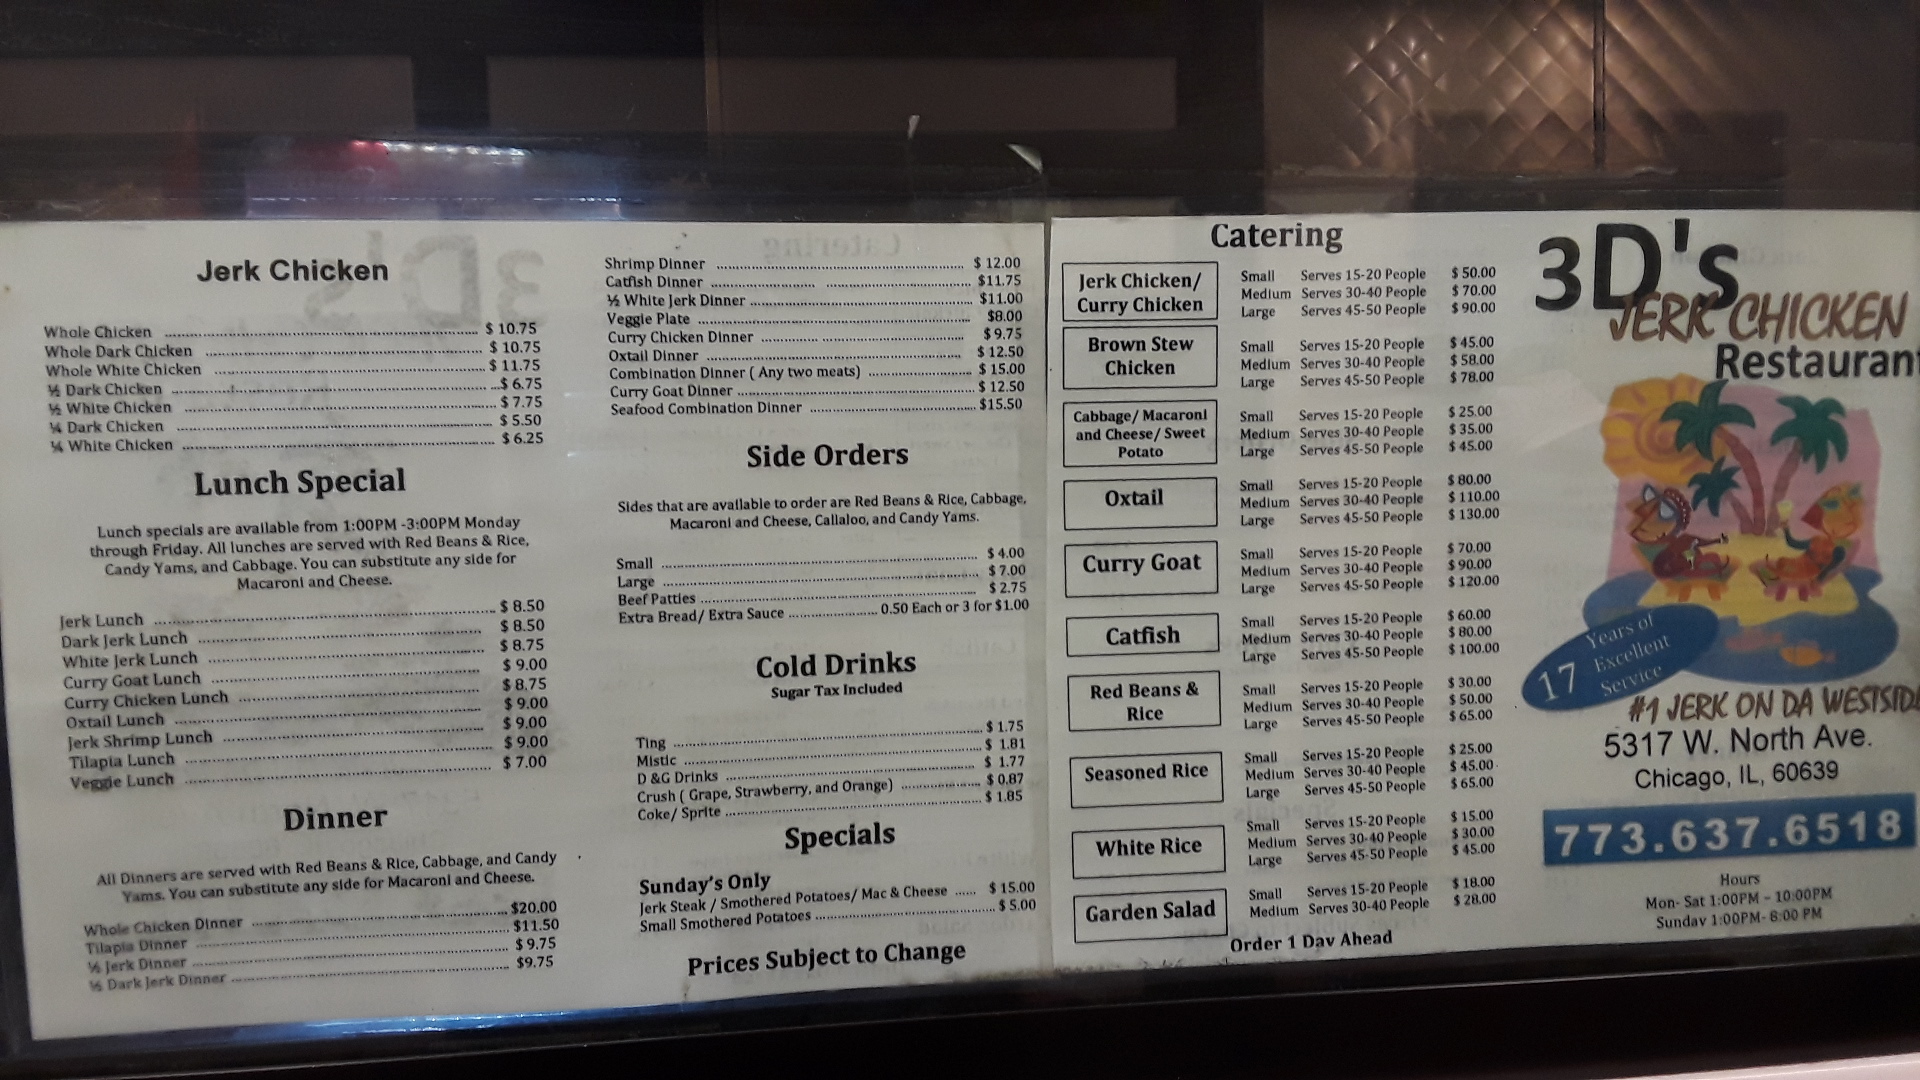 Jerk Chicken
Whole Chicken $ 10.75
Whole Dark Chicken $ 10.75
Whole White Chicken $ 11.75
½ Dark Chicken $ 6.75
½ White Chicken $ 7.75
¼ Dark Chicken $ 5.50
¼ White Chicken $ 6.25
Lunch Special
Lunch specials are available from 1:00PM -3:00PM Monday
through Friday. All lunches are served with Red Beans & Rice,
Candy Yams, and Cabbage. You can substitute any side for
Macaroni and Cheese.
Jerk Lunch $ 8.50
Dark Jerk Lunch $ 8.50
White Jerk Lunch $ 8.75
Curry Goat Lunch $ 9.00
Curry Chicken Lunch $ 8.75
Oxtail Lunch $ 9.00
Jerk Shrimp Lunch $ 9.00
Tilapia Lunch $ 9.00
Veggie Lunch $ 7.00
Dinner
All Dinners are served with Red Beans & Rice, Cabbage, and Candy
Yams. You can substitute any side for Macaroni and Cheese.
Whole Chicken Dinner $20.00
Tilapia Dinner $11.50
½ Jerk Dinner $ 9.75
½ Dark Jerk Dinner $9.75
Shrimp Dinner $ 12.00
Catfish Dinner $11.75
½ White Jerk Dinner $11.00
Veggie Plate $8.00
Curry Chicken Dinner $ 9.75
Oxtail Dinner $ 12.50
Combination Dinner ( Any two meats) $ 15.00
Curry Goat Dinner $ 12.50
Seafood Combination Dinner $15.50
Side Orders
Sides that are available to order are Red Beans & Rice, Cabbage,
Macaroni and Cheese, Callaloo, and Candy Yams.
Small $ 4.00
Large $ 7.00
Beef Patties $ 2.75
Extra Bread/ Extra Sauce 0.50 Each or 3 for $1.00
Cold Drinks
Sugar Tax Included
Ting $ 1.75
Mistic $ 1.81
D &G Drinks $ 1.77
Crush ( Grape, Strawberry, and Orange) $ 0.87
Coke/ Sprite $ 1.85
Specials
Sunday's Only
Jerk Steak / Smothered Potatoes/ Mac & Cheese $ 15.00
Small Smothered Potatoes $ 5.00
Prices Subject to Change
Catering
Jerk Chicken/
Curry Chicken
Small Serves 15-20 People $ 50.00
Medium Serves 30-40 People $ 70.00
Large Serves 45-50 People $ 90.00
Brown Stew
Chicken
Small Serves 15-20 People $ 45.00
Medium Serves 30-40 People $ 58.00
Large Serves 45-50 People $ 78.00
Cabbage/ Macaroni
and Cheese/ Sweet
Potato
Small Serves 15-20 People $ 25.00
Medium Serves 30-40 People $ 35.00
Large Serves 45-50 People $ 45.00
Oxtail
Small Serves 15-20 People $ 80.00
Medium Serves 30-40 People $ 110.00
Large Serves 45-50 People $ 130.00
Curry Goat
Small Serves 15-20 People $ 70.00
Medium Serves 30-40 People $ 90.00
Large Serves 45-50 People $ 120.00
Catfish
Small Serves 15-20 People $ 60.00
Medium Serves 30-40 People $ 80.00
Large Serves 45-50 People $ 100.00
Red Beans &
Rice
Small Serves 15-20 People $ 30.00
Medium Serves 30-40 People $ 50.00
Large Serves 45-50 People $ 65.00
Seasoned Rice
Small Serves 15-20 People $ 25.00
Medium Serves 30-40 People $ 45.00
Large Serves 45-50 People $ 65.00
White Rice
Small Serves 15-20 People $ 15.00
Medium Serves 30-40 People $ 30.00
Large Serves 45-50 People $ 45.00
Garden Salad
Small Serves 15-20 People $ 18.00
Medium Serves 30-40 People $ 28.00
Order 1 Day Ahead
3D's
JERK CHICKEN
Restaurant
17 Years of
Excellent
Service
#1 JERK ON DA WESTSIDE
5317 W. North Ave.
Chicago, IL, 60639
773.637.6518
Hours
Mon- Sat 1:00PM - 10:00PM
Sunday 1:00PM- 8:00 PM